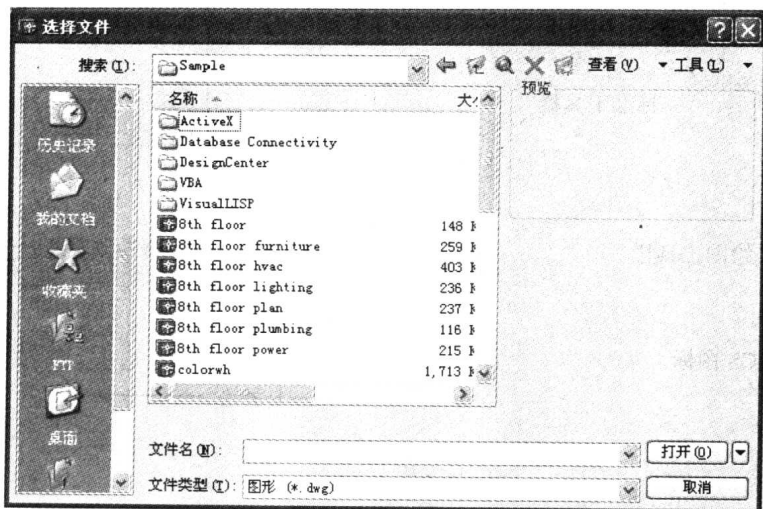 选择文件
搜索(I): Sample 查看(V) 工具(L)
名称 大小 预览
历史记录
我的文档
收藏夹
FTP
桌面
ActiveX
Database Connectivity
DesignCenter
VBA
VisualLISP
8th floor 148 K
8th floor furniture 259 K
8th floor hvac 403 K
8th floor lighting 236 K
8th floor plan 237 K
8th floor plumbing 116 K
8th floor power 215 K
colorwh 1,713 K
文件名(N): 打开(O)
文件类型(T): 图形 (*.dwg) 取消